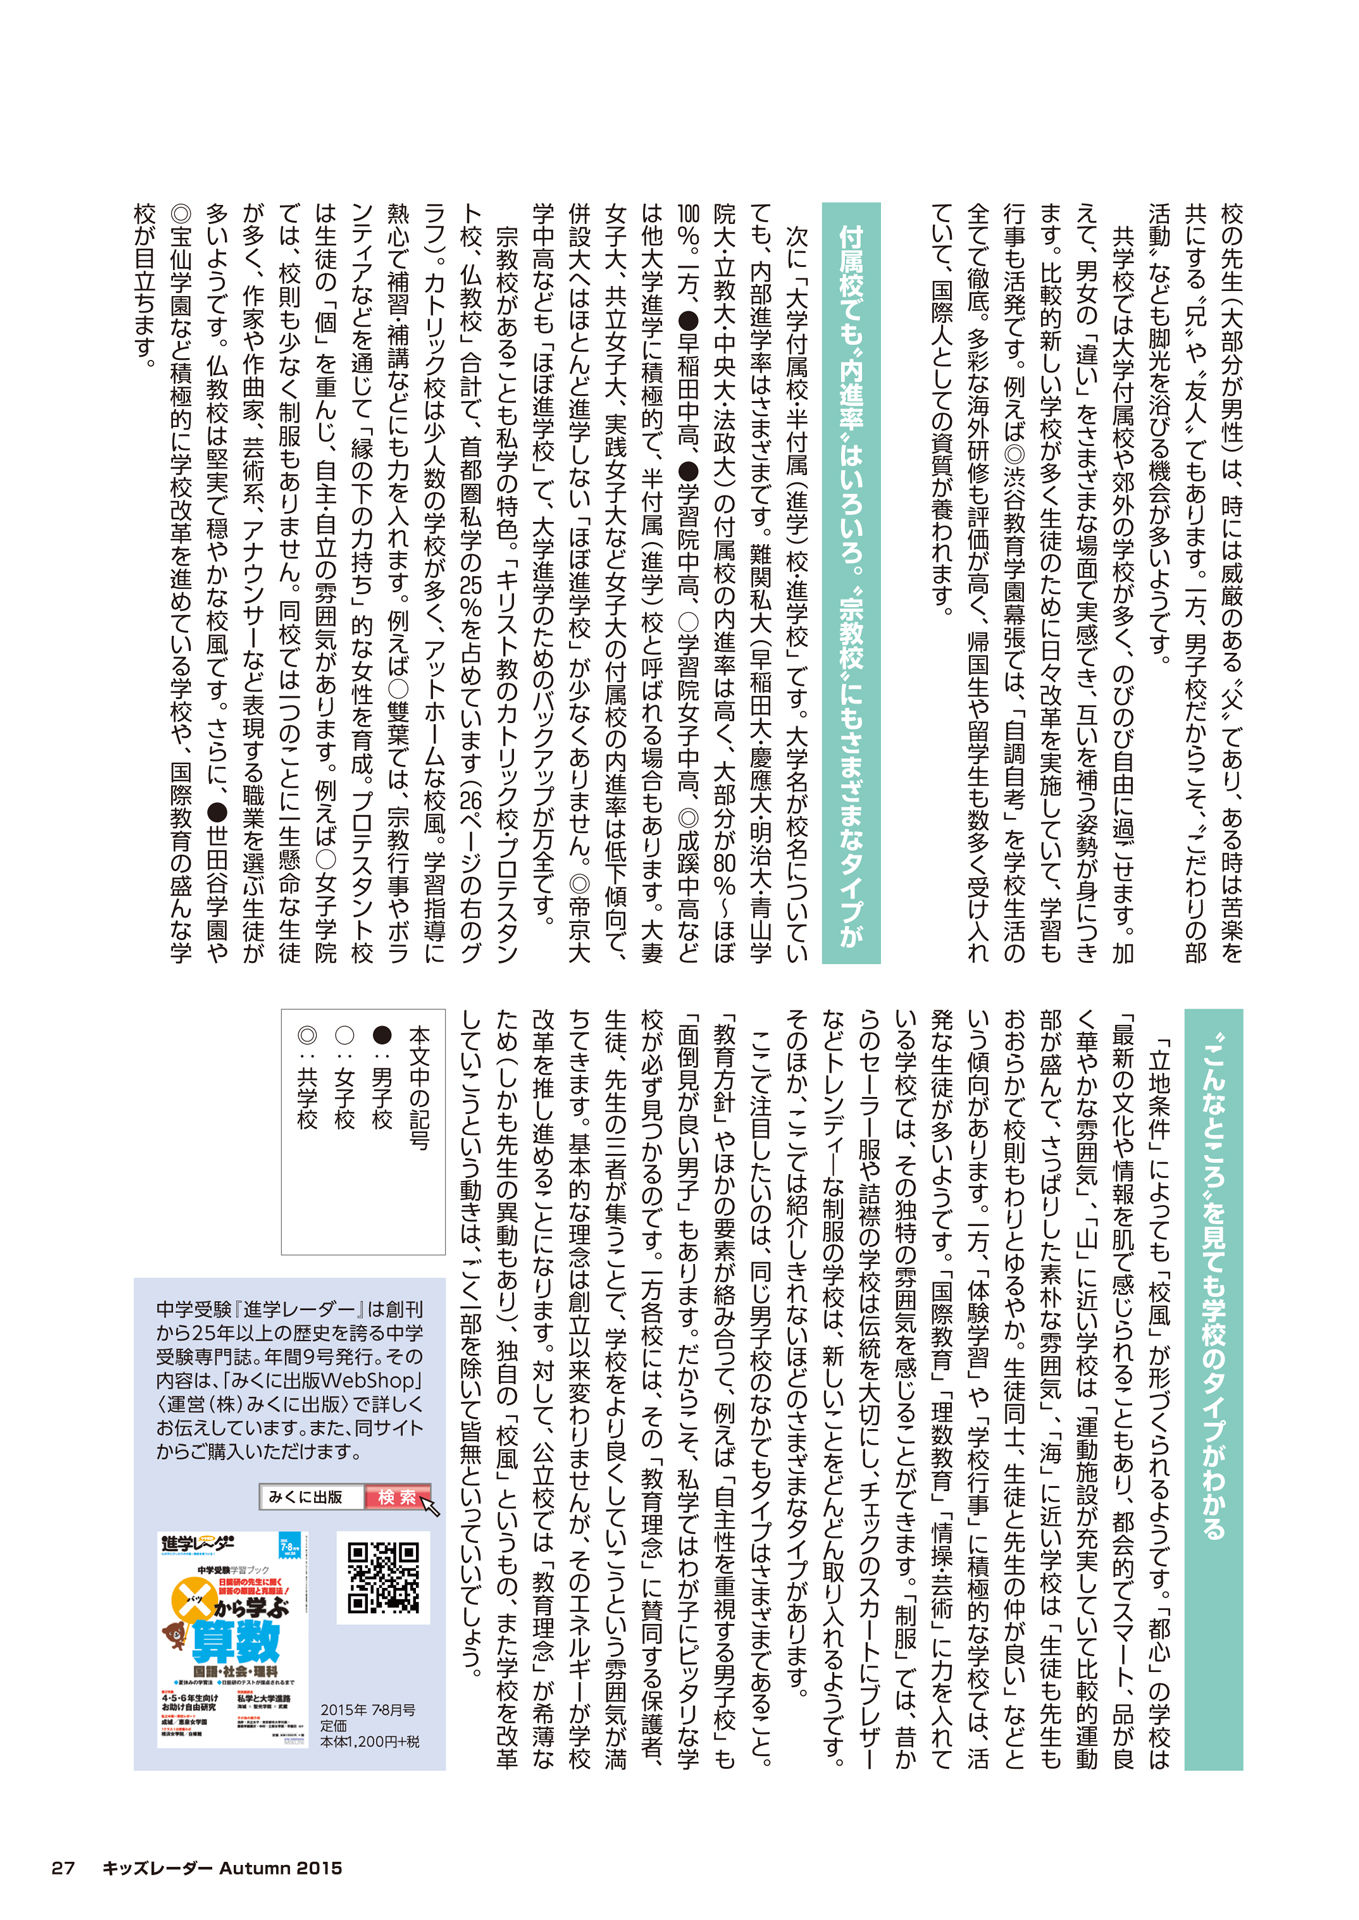 校の先生（大部分が男性）は、時には威厳のある〝父〟であり、ある時は苦楽を
共にする〝兄〟や〝友人〟でもあります。一方、男子校だからこそ、〝こだわりの部
活動〟なども脚光を浴びる機会が多いようです。
共学校では大学付属校や郊外の学校が多く、のびのび自由に過ごせます。加
えて、男女の「違い」をさまざまな場面で実感でき、互いを補う姿勢が身につき
ます。比較的新しい学校が多く生徒のために日々改革を実施していて、学習も
行事も活発です。例えば◎渋谷教育学園幕張では、「自調自考」を学校生活の
全てで徹底。多彩な海外研修も評価が高く、帰国生や留学生も数多く受け入れ
ていて、国際人としての資質が養われます。
付属校でも〝内進率〟はいろいろ。〝宗教校〟にもさまざまなタイプが
次に「大学付属校・半付属（進学）校・進学校」です。大学名が校名についてい
ても、内部進学率はさまざまです。難関私大（早稲田大・慶應大・明治大・青山学
院大・立教大・中央大・法政大）の付属校の内進率は高く、大部分が80％～ほぼ
100％。一方、●早稲田中高、●学習院中高、○学習院女子中高、◎成蹊中高など
は他大学進学に積極的で、半付属（進学）校と呼ばれる場合もあります。大妻
女子大、共立女子大、実践女子大など女子大の付属校の内進率は低下傾向で、
併設大へはほとんど進学しない「ほぼ進学校」が少なくありません。◎帝京大
学中高なども「ほぼ進学校」で、大学進学のためのバックアップが万全です。
宗教校があることも私学の特色。「キリスト教のカトリック校・プロテスタン
ト校、仏教校」合計で、首都圏私学の25％を占めています（26ページの右のグ
ラフ）。カトリック校は少人数の学校が多く、アットホームな校風。学習指導に
熱心で補習・補講などにも力を入れます。例えば○雙葉では、宗教行事やボラ
ンティアなどを通じて「縁の下の力持ち」的な女性を育成。プロテスタント校
は生徒の「個」を重んじ、自主・自立の雰囲気があります。例えば○女子学院
では、校則も少なく制服もありません。同校では一つのことに一生懸命な生徒
が多く、作家や作曲家、芸術系、アナウンサーなど表現する職業を選ぶ生徒が
多いようです。仏教校は堅実で穏やかな校風です。さらに、●世田谷学園や
◎宝仙学園など積極的に学校改革を進めている学校や、国際教育の盛んな学
校が目立ちます。
〝こんなところ〟を見ても学校のタイプがわかる
「立地条件」によっても「校風」が形づくられるようです。「都心」の学校は
「最新の文化や情報を肌で感じられることもあり、都会的でスマート、品が良
く華やかな雰囲気」、「山」に近い学校は「運動施設が充実していて比較的運動
部が盛んで、さっぱりした素朴な雰囲気」、「海」に近い学校は「生徒も先生も
おおらかで校則もわりとゆるやか。生徒同士、生徒と先生の仲が良い」などと
いう傾向があります。一方、「体験学習」や「学校行事」に積極的な学校では、活
発な生徒が多いようです。「国際教育」「理数教育」「情操・芸術」に力を入れて
いる学校では、その独特の雰囲気を感じることができます。「制服」では、昔か
らのセーラー服や詰襟の学校は伝統を大切にし、チェックのスカートにブレザー
などトレンディーな制服の学校は、新しいことをどんどん取り入れるようです。
そのほか、ここでは紹介しきれないほどのさまざまなタイプがあります。
ここで注目したいのは、同じ男子校のなかでもタイプはさまざまであること。
「教育方針」やほかの要素が絡み合って、例えば「自主性を重視する男子校」も
「面倒見が良い男子」もあります。だからこそ、私学ではわが子にピッタリな学
校が必ず見つかるのです。一方各校には、その「教育理念」に賛同する保護者、
生徒、先生の三者が集うことで、学校をより良くしていこうという雰囲気が満
ちてきます。基本的な理念は創立以来変わりませんが、そのエネルギーが学校
改革を推し進めることになります。対して、公立校では「教育理念」が希薄な
ため（しかも先生の異動もあり）、独自の「校風」というもの、また学校を改革
していこうという動きは、ごく一部を除いて皆無といっていいでしょう。
本文中の記号
●：男子校
○：女子校
◎：共学校
中学受験『進学レーダー』は創刊
から25年以上の歴史を誇る中学
受験専門誌。年間9号発行。その
内容は、「みくに出版WebShop」
〈運営（株）みくに出版〉で詳しく
お伝えしています。また、同サイト
からご購入いただけます。
みくに出版 検索
進学レーダー
7・8月号
中学受験学習ブック
日能研の先生に聞く
バツから学ぶ
算数
国語・社会・理科
4・5・6年生向け
お助け自由研究
私学と大学進路
2015年 7・8月号
定価
本体1,200円+税
27 キッズレーダー Autumn 2015